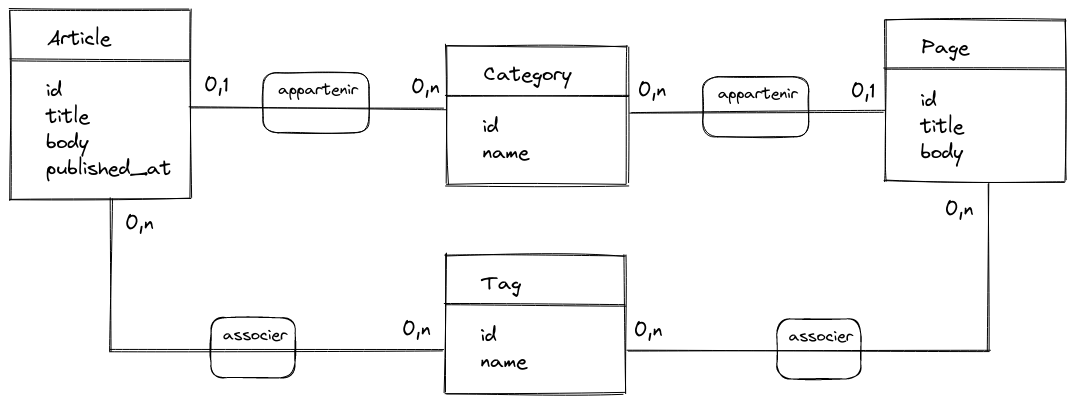 Article
id
title
body
published_at
0,1
appartenir
0,n
Category
id
name
0,n
appartenir
0,1
Page
id
title
body
0,n
associer
0,n
Tag
id
name
0,n
associer
0,n